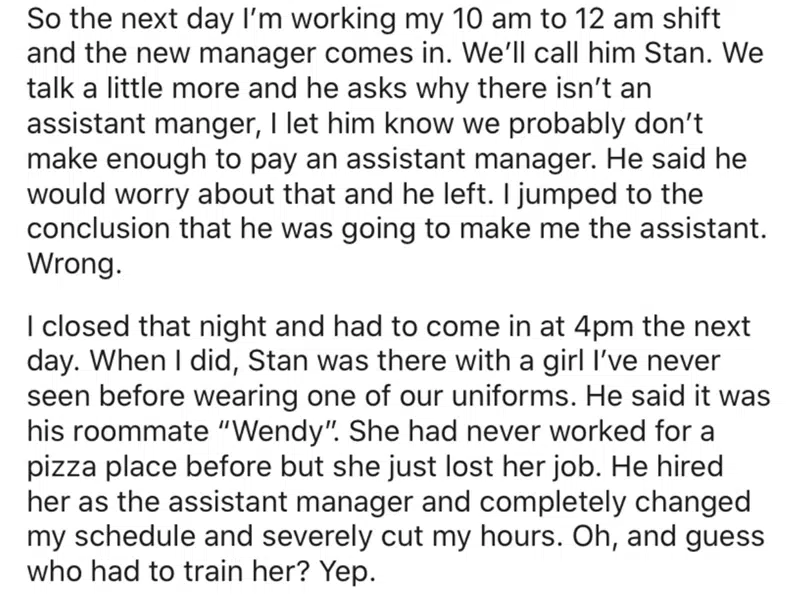 So the next day I’m working my 10 am to 12 am shift
and the new manager comes in. We’ll call him Stan. We
talk a little more and he asks why there isn’t an
assistant manger, I let him know we probably don’t
make enough to pay an assistant manager. He said he
would worry about that and he left. I jumped to the
conclusion that he was going to make me the assistant.
Wrong.
I closed that night and had to come in at 4pm the next
day. When I did, Stan was there with a girl I’ve never
seen before wearing one of our uniforms. He said it was
his roommate “Wendy”. She had never worked for a
pizza place before but she just lost her job. He hired
her as the assistant manager and completely changed
my schedule and severely cut my hours. Oh, and guess
who had to train her? Yep.